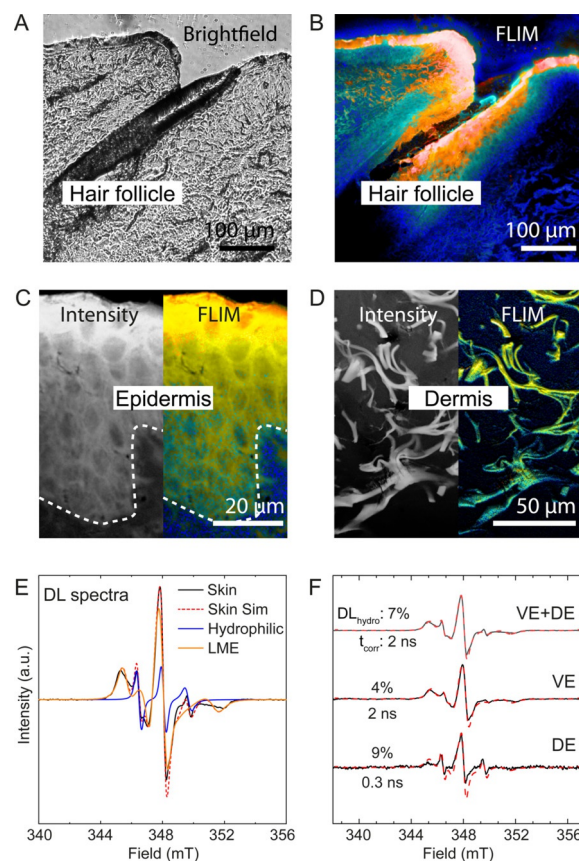 A
Brightfield
Hair follicle
100 µm
B
FLIM
Hair follicle
100 µm
C
Intensity
FLIM
Epidermis
20 µm
D
Intensity
FLIM
Dermis
50 µm
E
DL spectra
Skin
Skin Sim
Hydrophilic
LME
Intensity (a.u.)
340 344 348 352 356
Field (mT)
F
DLhydro: 7%
VE+DE
tcorr: 2 ns
4%
VE
2 ns
9%
DE
0.3 ns
340 344 348 352 356
Field (mT)